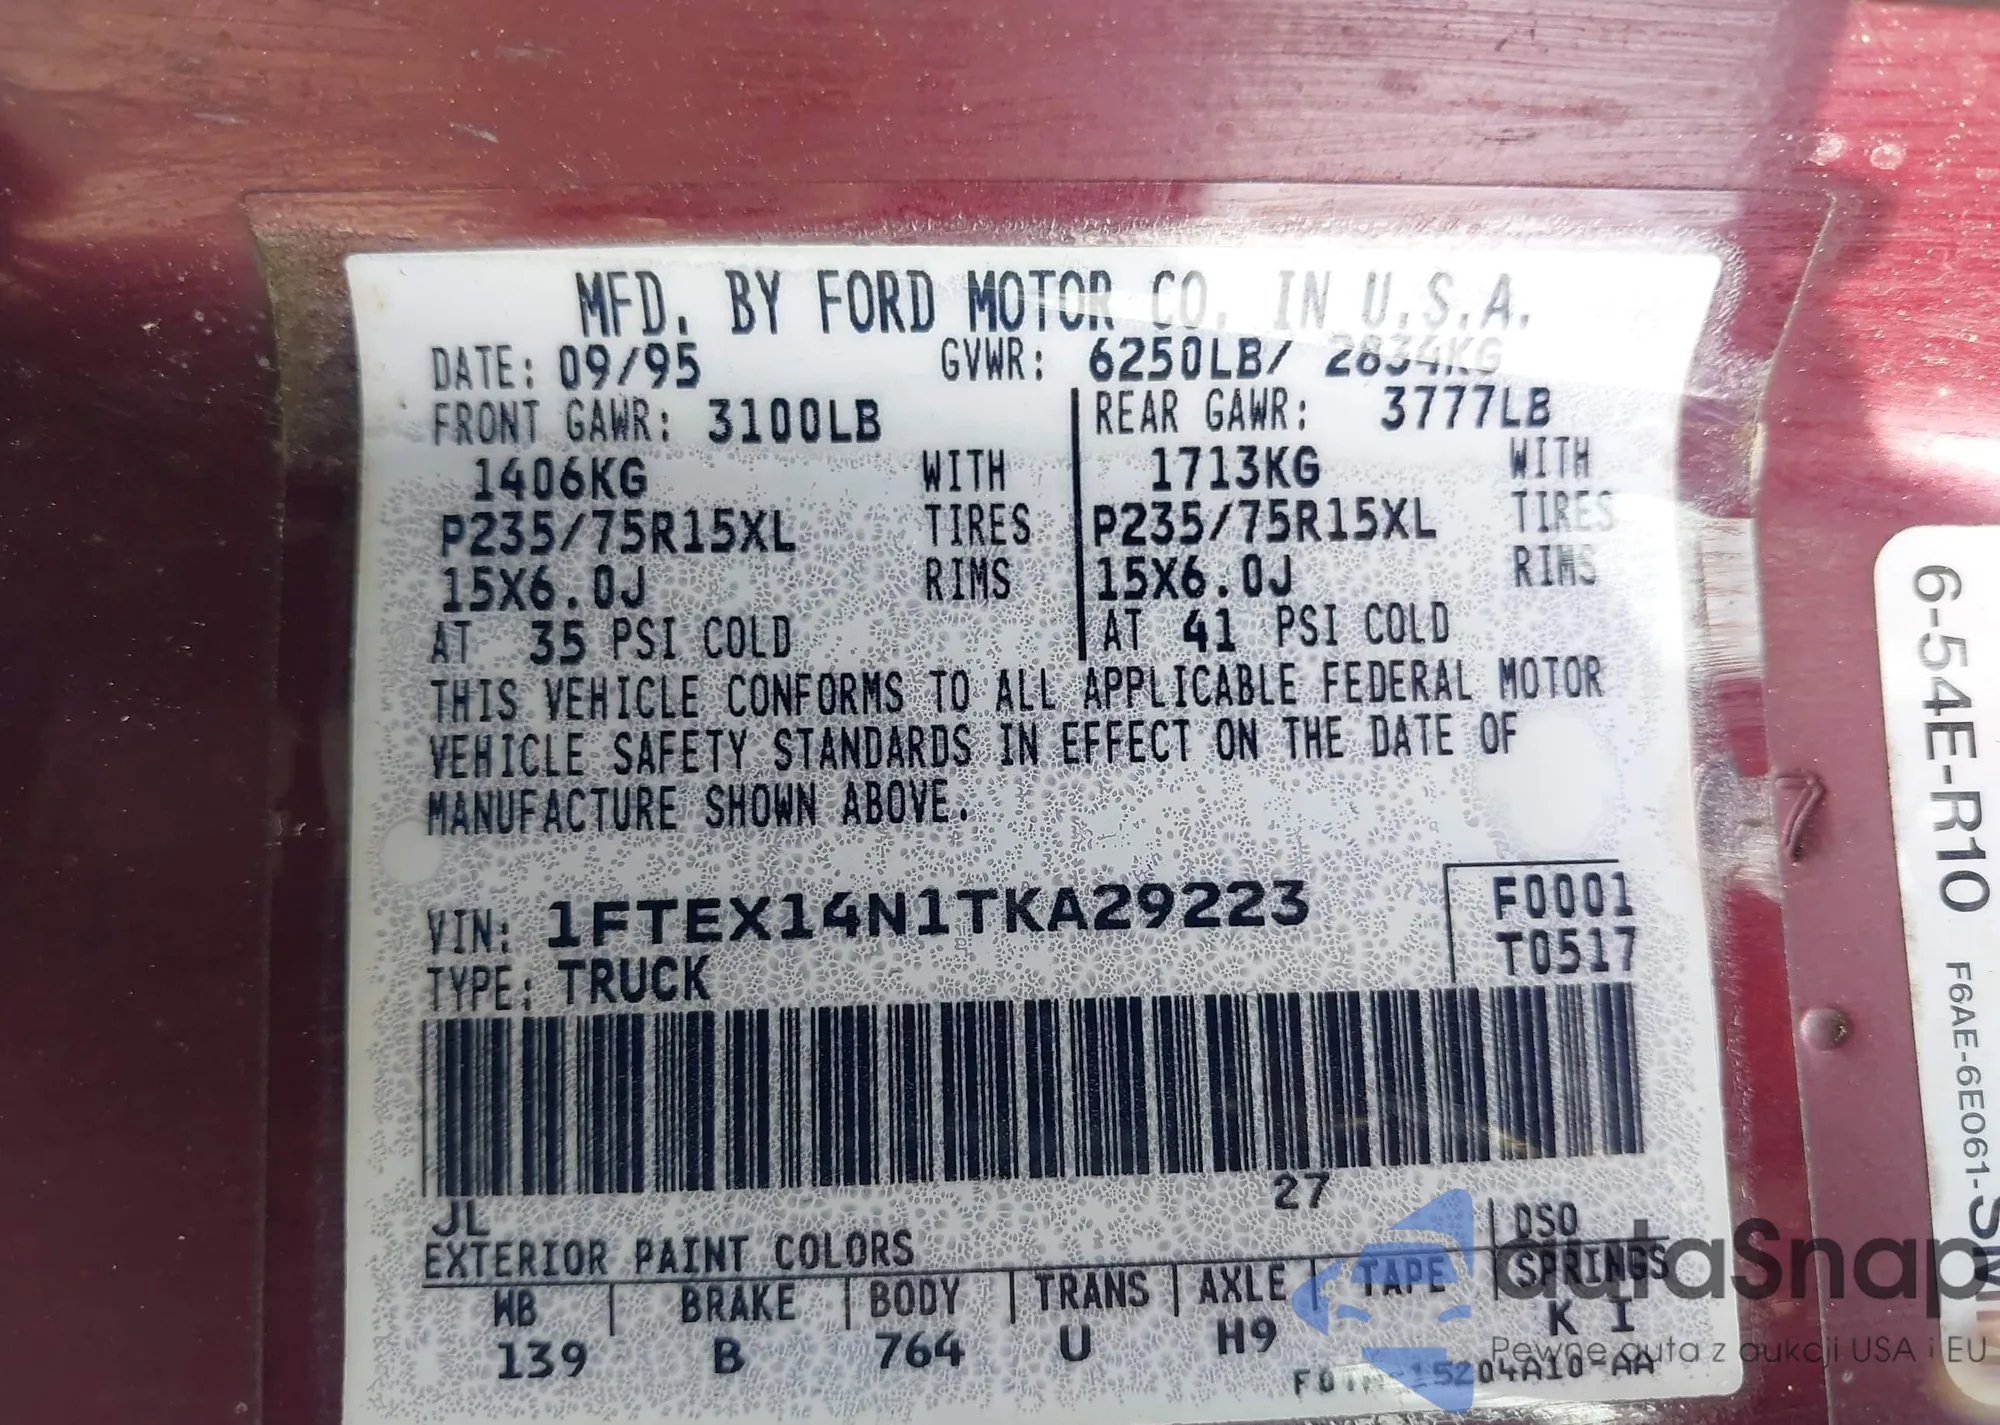 MFD. BY FORD MOTOR CO. IN U.S.A.
DATE: 09/95 GVWR: 6250LB/ 2834KG
FRONT GAWR: 3100LB REAR GAWR: 3777LB
1406KG WITH 1713KG WITH
P235/75R15XL TIRES P235/75R15XL TIRES
15X6.0J RIMS 15X6.0J RIMS
AT 35 PSI COLD AT 41 PSI COLD
THIS VEHICLE CONFORMS TO ALL APPLICABLE FEDERAL MOTOR
VEHICLE SAFETY STANDARDS IN EFFECT ON THE DATE OF
MANUFACTURE SHOWN ABOVE.
VIN: 1FTEX14N1TKA29223 F0001
TYPE: TRUCK T0517
27
JL DSO
EXTERIOR PAINT COLORS
WB BRAKE BODY TRANS AXLE TAPE SPRINGS
139 B 764 U H9 K I
6-54E-R10 F6AE-6E061-
autaSnap
Pewne auta z aukcji USA i EU